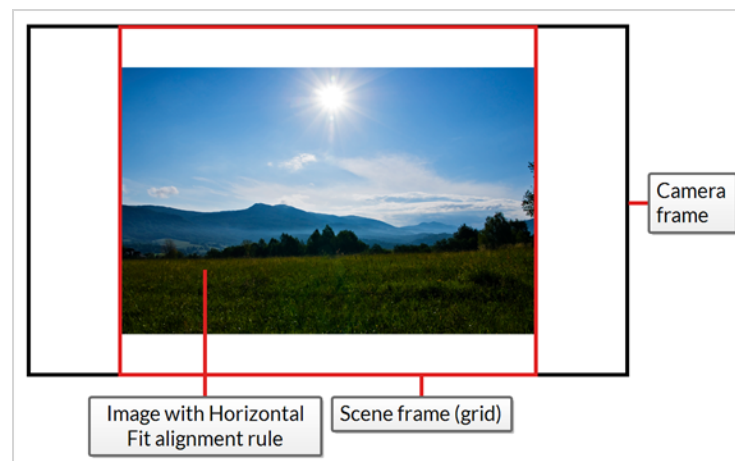 Camera
frame
Image with Horizontal
Fit alignment rule
Scene frame (grid)